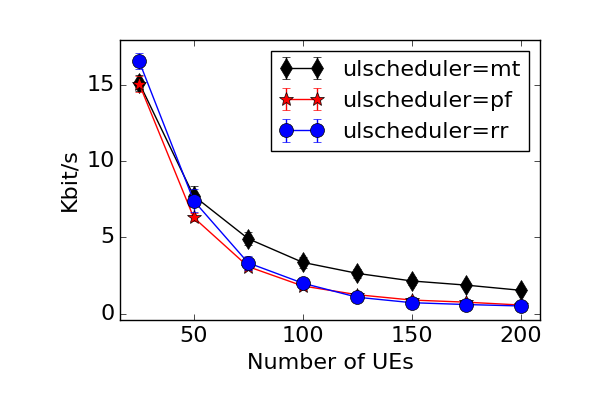 ulscheduler=mt
ulscheduler=pf
ulscheduler=rr
15
10
5
0
Kbit/s
50
100
150
200
Number of UEs